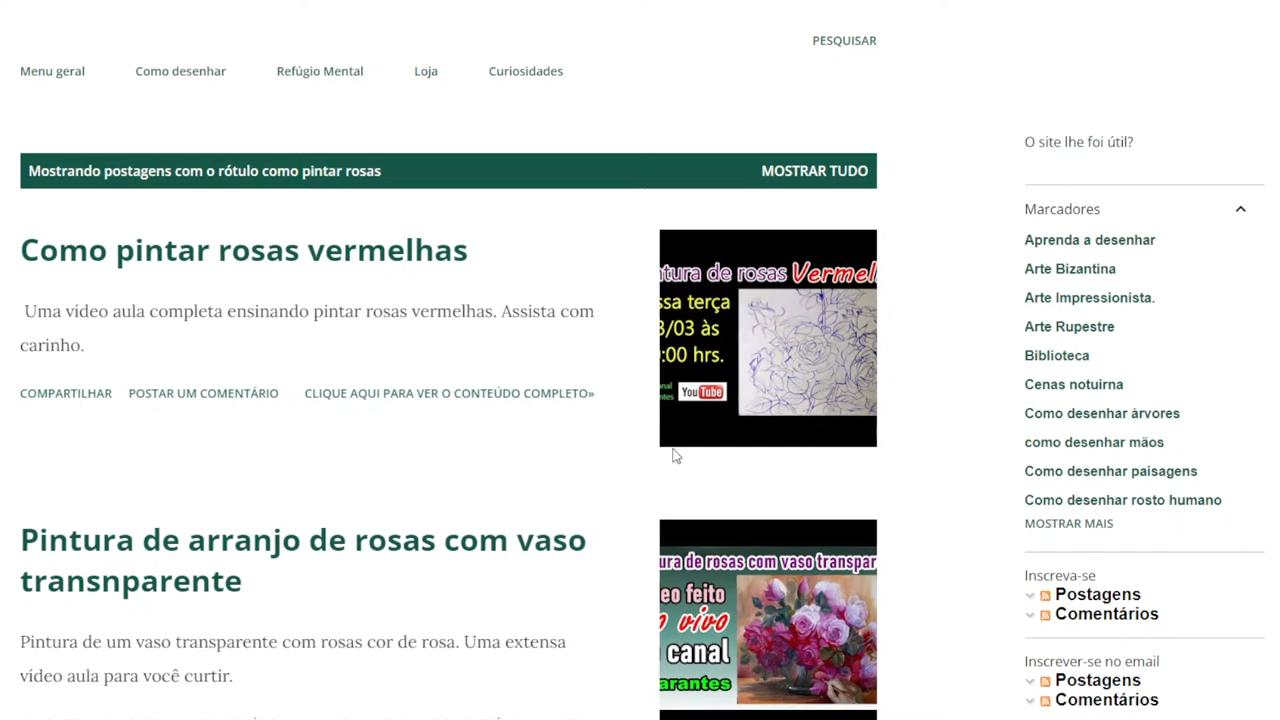 PESQUISAR
Menu geral Como desenhar Refúgio Mental Loja Curiosidades
Mostrando postagens com o rótulo como pintar rosas MOSTRAR TUDO
Como pintar rosas vermelhas
Uma vídeo aula completa ensinando pintar rosas vermelhas. Assista com
carinho.
COMPARTILHAR POSTAR UM COMENTÁRIO CLIQUE AQUI PARA VER O CONTEÚDO COMPLETO»
ntura de rosas Vermel
ssa terça
3/03 às
:00 hrs.
anal
ntes
YouTube
Pintura de arranjo de rosas com vaso
transnparente
Pintura de um vaso transparente com rosas cor de rosa. Uma extensa
vídeo aula para você curtir.
ura de rosas com vaso transpar
eo feito
o vivo
canal
arantes
O site lhe foi útil?
Marcadores
Aprenda a desenhar
Arte Bizantina
Arte Impressionista.
Arte Rupestre
Biblioteca
Cenas notuirna
Como desenhar árvores
como desenhar mãos
Como desenhar paisagens
Como desenhar rosto humano
MOSTRAR MAIS
Inscreva-se
Postagens
Comentários
Inscrever-se no email
Postagens
Comentários